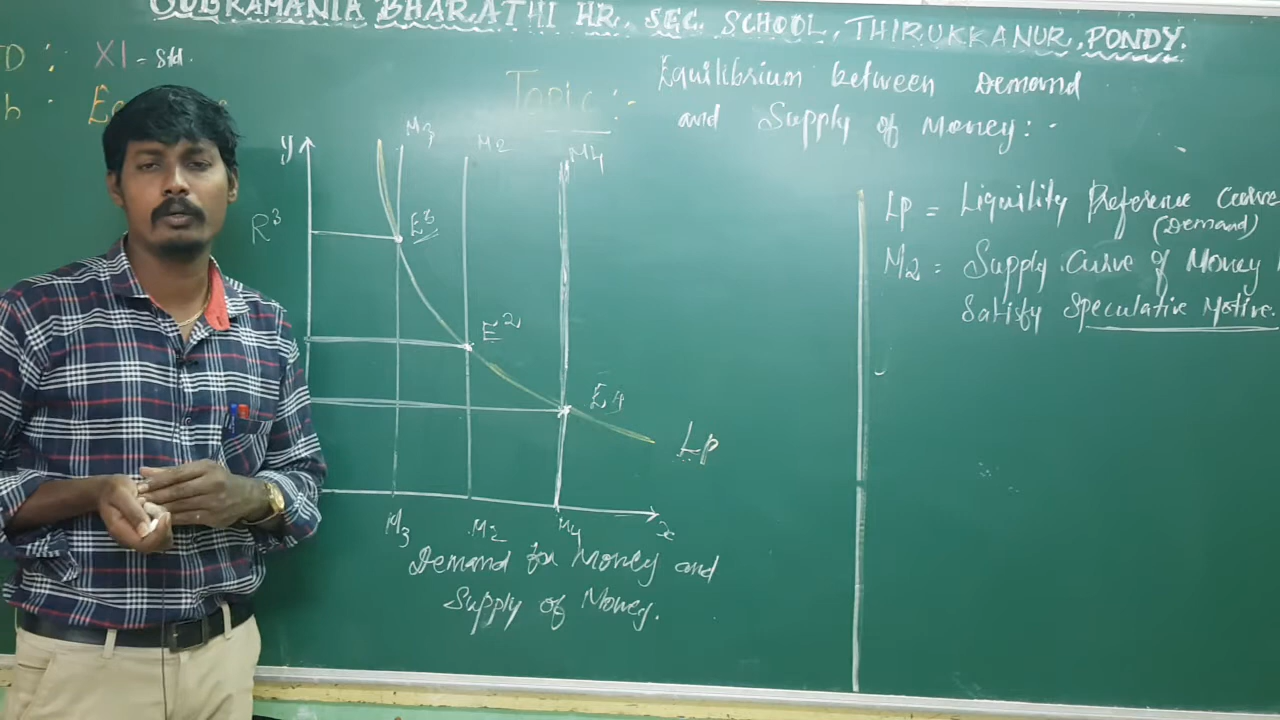 SUBRAMANIA BHARATHI HR. SEC. SCHOOL, THIRUKKANUR, PONDY.
D : XI - Std.
Topic :-
Equilibrium between Demand
and Supply of Money : -
y
M3
M2
M4
R3
E3
E2
E4
Lp
M3
M2
M4
x
Demand for Money and
Supply of Money.
Lp = Liquility Preference Curve
(Demand)
M2 = Supply Curve of Money
Satisfy Speculative Motive.